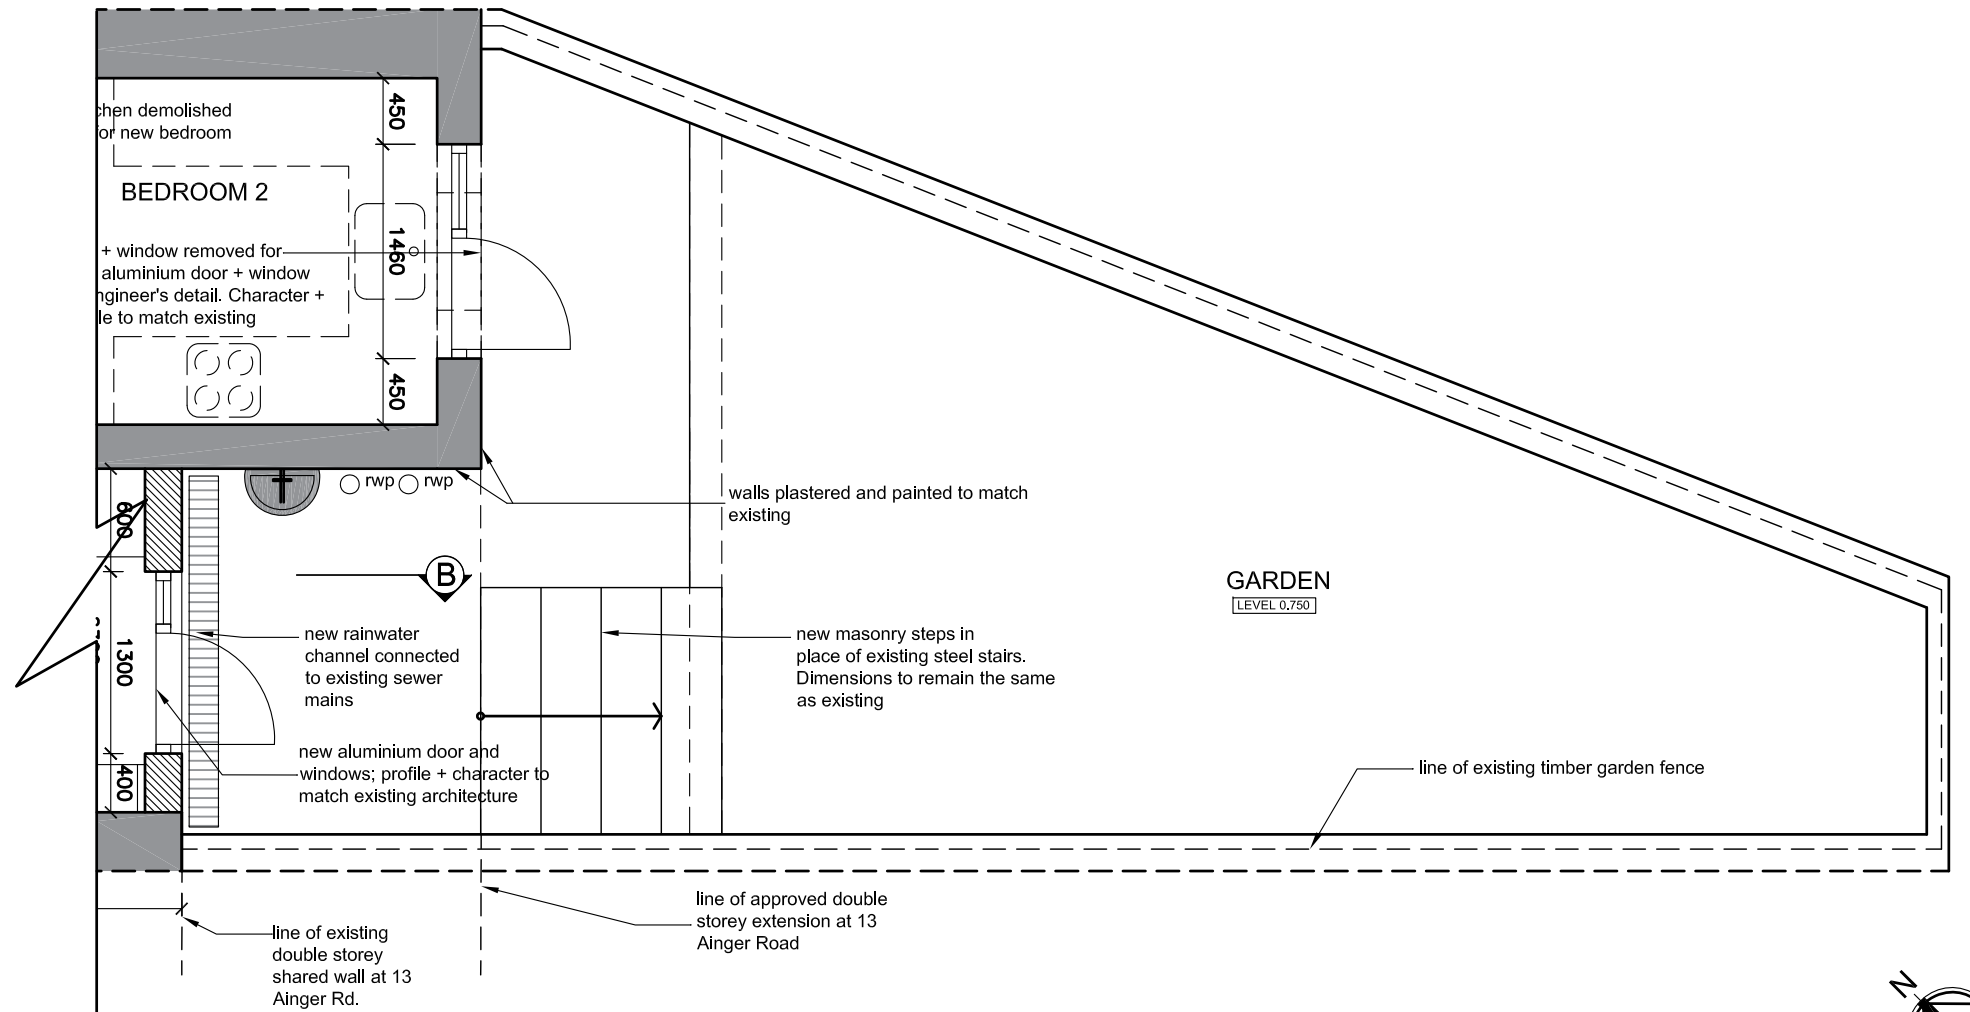 450
for new bedroom
BEDROOM 2
+ window removed for
aluminium door + window
1460
detail. Character +
to match existing
450
rwp rwp
600
walls plastered and painted to match
existing
B
GARDEN
LEVEL 0.750
new rainwater
channel connected
to existing sewer
mains
new masonry steps in
place of existing steel stairs.
Dimensions to remain the same
as existing
1300
new aluminium door and
windows; profile + character to
match existing architecture
400
line of existing timber garden fence
line of approved double
storey extension at 13
Ainger Road
line of existing
double storey
shared wall at 13
Ainger Rd.
N